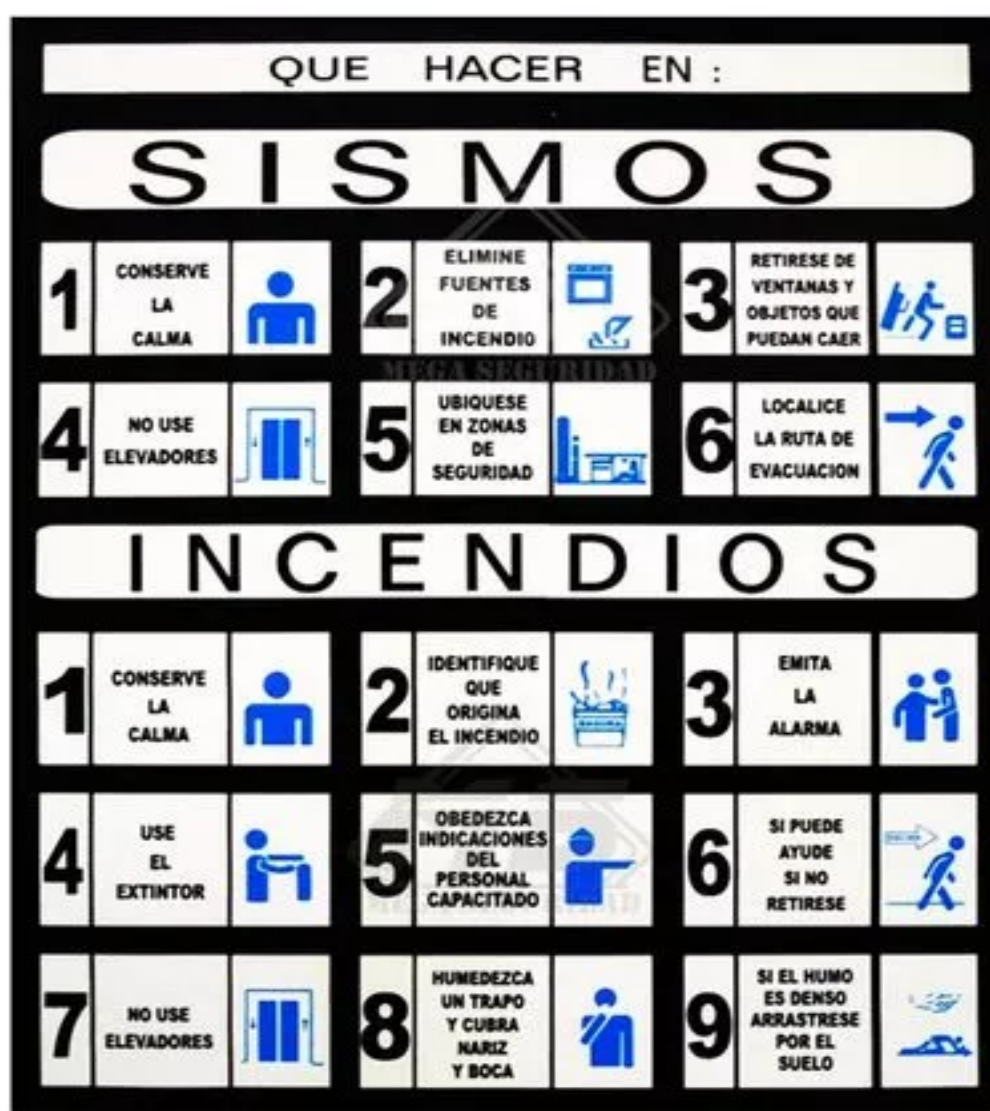 QUE HACER EN :
SISMOS
1
CONSERVE
LA
CALMA
2
ELIMINE
FUENTES
DE
INCENDIO
3
RETIRESE DE
VENTANAS Y
OBJETOS QUE
PUEDAN CAER
MEGA SEGURIDAD
4
NO USE
ELEVADORES
5
UBIQUESE
EN ZONAS
DE
SEGURIDAD
6
LOCALICE
LA RUTA DE
EVACUACION
INCENDIOS
1
CONSERVE
LA
CALMA
2
IDENTIFIQUE
QUE
ORIGINA
EL INCENDIO
3
EMITA
LA
ALARMA
4
USE
EL
EXTINTOR
5
OBEDEZCA
INDICACIONES
DEL
PERSONAL
CAPACITADO
6
SI PUEDE
AYUDE
SI NO
RETIRESE
7
NO USE
ELEVADORES
8
HUMEDEZCA
UN TRAPO
Y CUBRA
NARIZ
Y BOCA
9
SI EL HUMO
ES DENSO
ARRASTRESE
POR EL
SUELO